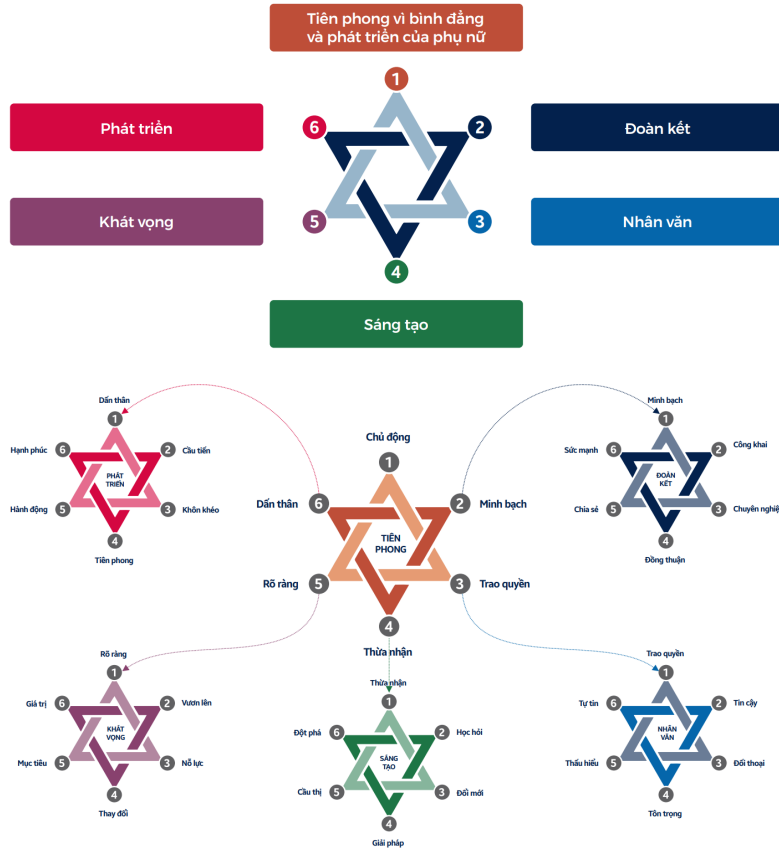 Tiên phong vì bình đẳng
và phát triển của phụ nữ
1
Phát triển
6
2
Đoàn kết
Khát vọng
5
3
Nhân văn
4
Sáng tạo
Dấn thân
1
Hạnh phúc
6
2
Cầu tiến
PHÁT
TRIỂN
Hành động
5
3
Khôn khéo
4
Tiên phong
Chủ động
1
Dấn thân
6
2
Minh bạch
TIÊN
PHONG
Rõ ràng
5
3
Trao quyền
4
Thừa nhận
Minh bạch
1
Sức mạnh
6
2
Công khai
ĐOÀN
KẾT
Chia sẻ
5
3
Chuyên nghiệ
4
Đồng thuận
Rõ ràng
1
Giá trị
6
2
Vươn lên
KHÁT
VỌNG
Mục tiêu
5
3
Nỗ lực
4
Thay đổi
Thừa nhận
1
Đột phá
6
2
Học hỏi
SÁNG
TẠO
Cầu thị
5
3
Đổi mới
4
Giải pháp
Trao quyền
1
Tự tin
6
2
Tin cậy
NHÂN
VĂN
Thấu hiểu
5
3
Đối thoại
4
Tôn trọng